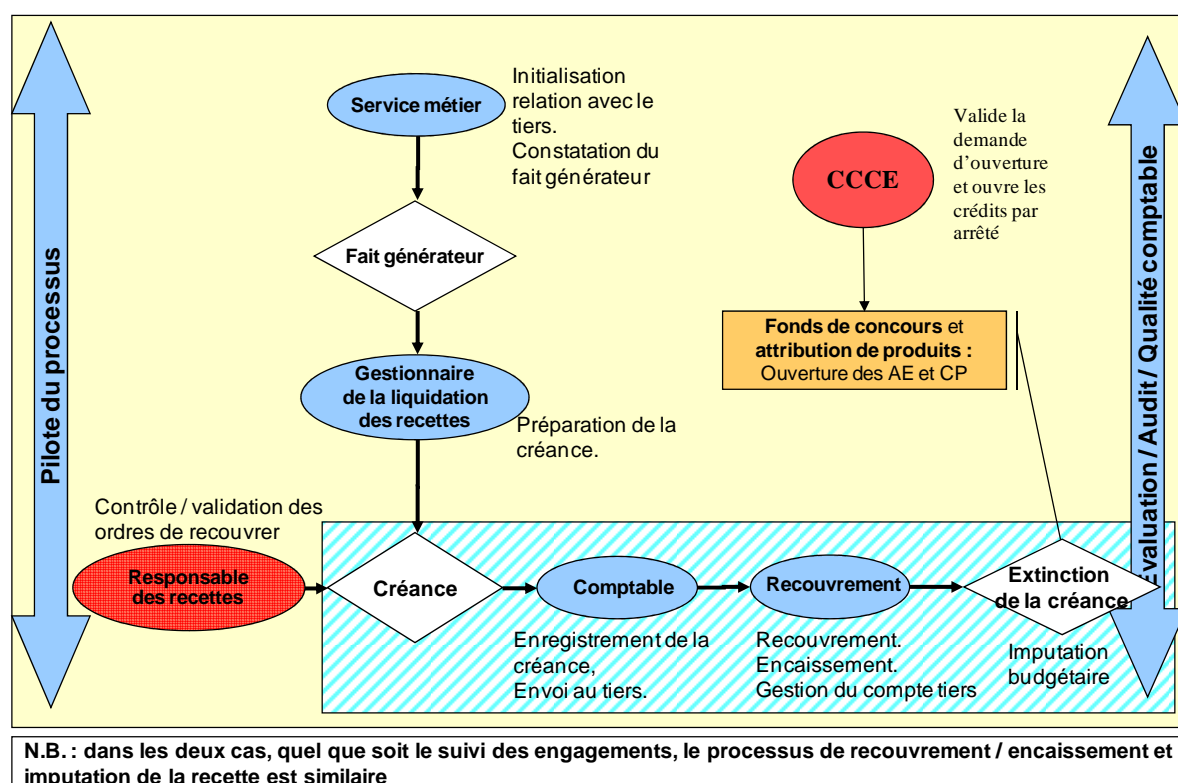 Pilote du processus
Service métier
Initialisation
relation avec le
tiers.
Constatation du
fait générateur
Fait générateur
Gestionnaire
de la liquidation
des recettes
Préparation de la
créance.
CCCE
Valide la
demande
d'ouverture
et ouvre les
crédits par
arrêté
Fonds de concours et
attribution de produits :
Ouverture des AE et CP
Evaluation / Audit / Qualité comptable
Contrôle / validation des
ordres de recouvrer
Responsable
des recettes
Créance
Comptable
Recouvrement
Extinction
de la créance
Enregistrement de la
créance,
Envoi au tiers.
Recouvrement.
Encaissement.
Gestion du compte tiers
Imputation
budgétaire
N.B. : dans les deux cas, quel que soit le suivi des engagements, le processus de recouvrement / encaissement et
imputation de la recette est similaire